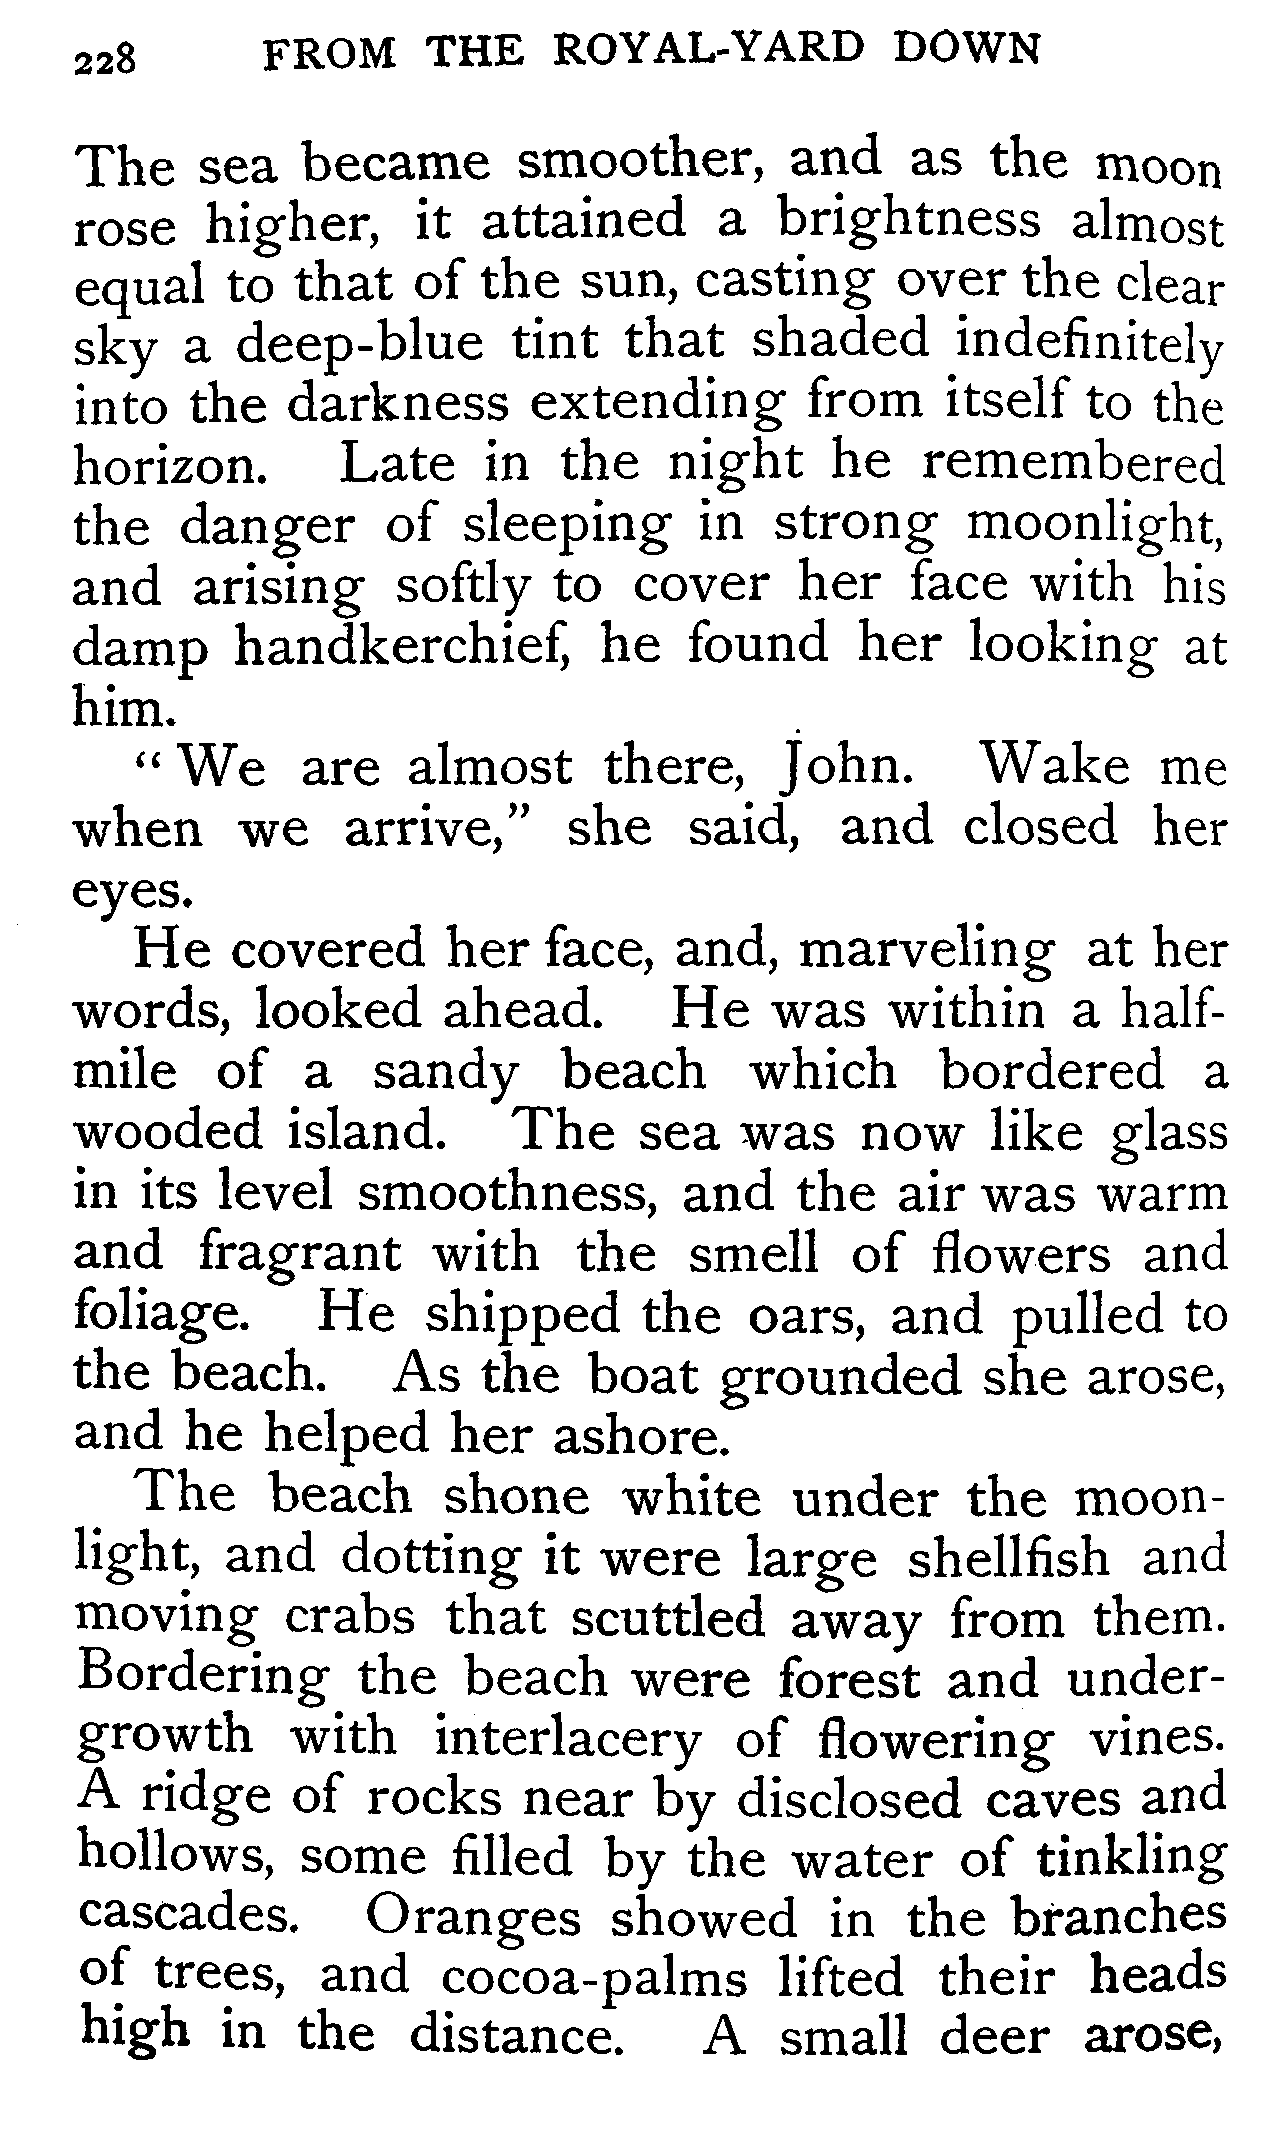 228 FROM THE ROYAL-YARD DOWN
The sea became smoother, and as the moon
rose higher, it attained a brightness almost
equal to that of the sun, casting over the clear
sky a deep-blue tint that shaded indefinitely
into the darkness extending from itself to the
horizon. Late in the night he remembered
the danger of sleeping in strong moonlight,
and arising softly to cover her face with his
damp handkerchief, he found her looking at
him.
“We are almost there, John. Wake me
when we arrive,” she said, and closed her
eyes.
He covered her face, and, marveling at her
words, looked ahead. He was within a half-
mile of a sandy beach which bordered a
wooded island. The sea was now like glass
in its level smoothness, and the air was warm
and fragrant with the smell of flowers and
foliage. He shipped the oars, and pulled to
the beach. As the boat grounded she arose,
and he helped her ashore.
The beach shone white under the moon-
light, and dotting it were large shellfish and
moving crabs that scuttled away from them.
Bordering the beach were forest and under-
growth with interlacery of flowering vines.
A ridge of rocks near by disclosed caves and
hollows, some filled by the water of tinkling
cascades. Oranges showed in the branches
of trees, and cocoa-palms lifted their heads
high in the distance. A small deer arose,